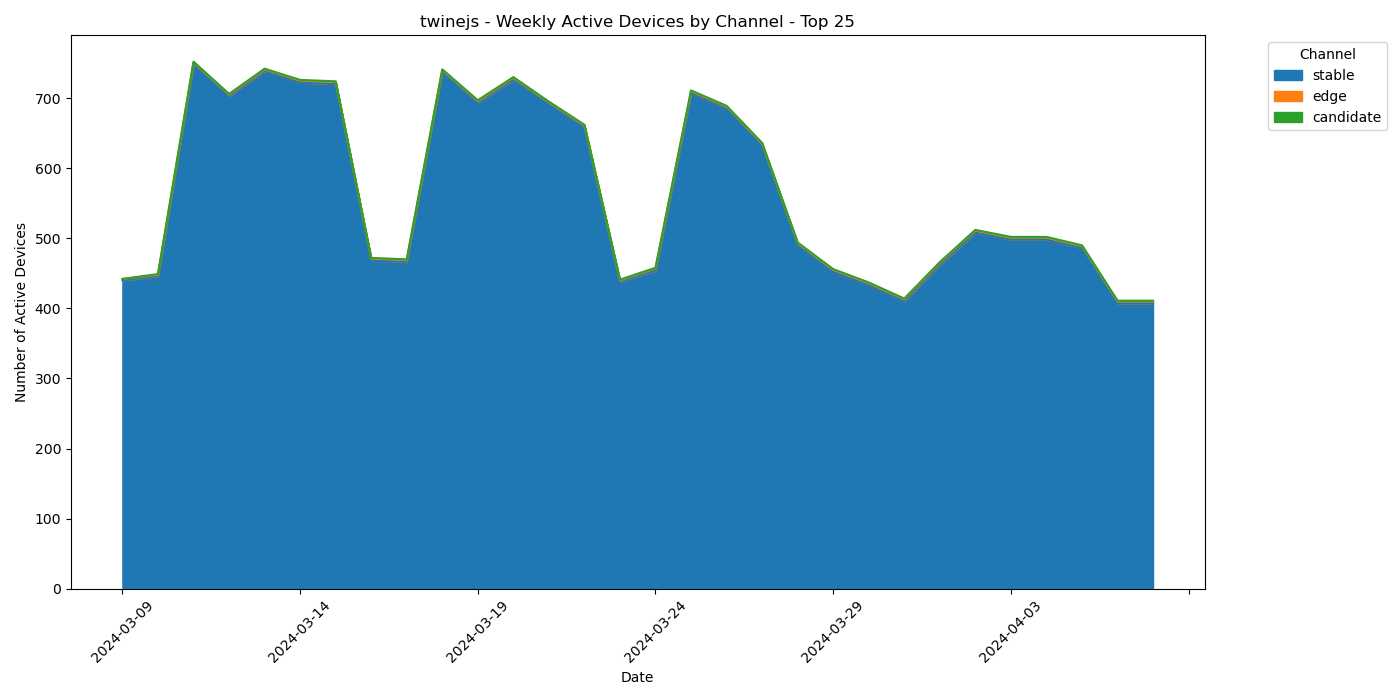 twinejs - Weekly Active Devices by Channel - Top 25
Channel
stable
edge
candidate
Number of Active Devices
700
600
500
400
300
200
100
0
2024-03-09
2024-03-14
2024-03-19
2024-03-24
2024-03-29
2024-04-03
Date